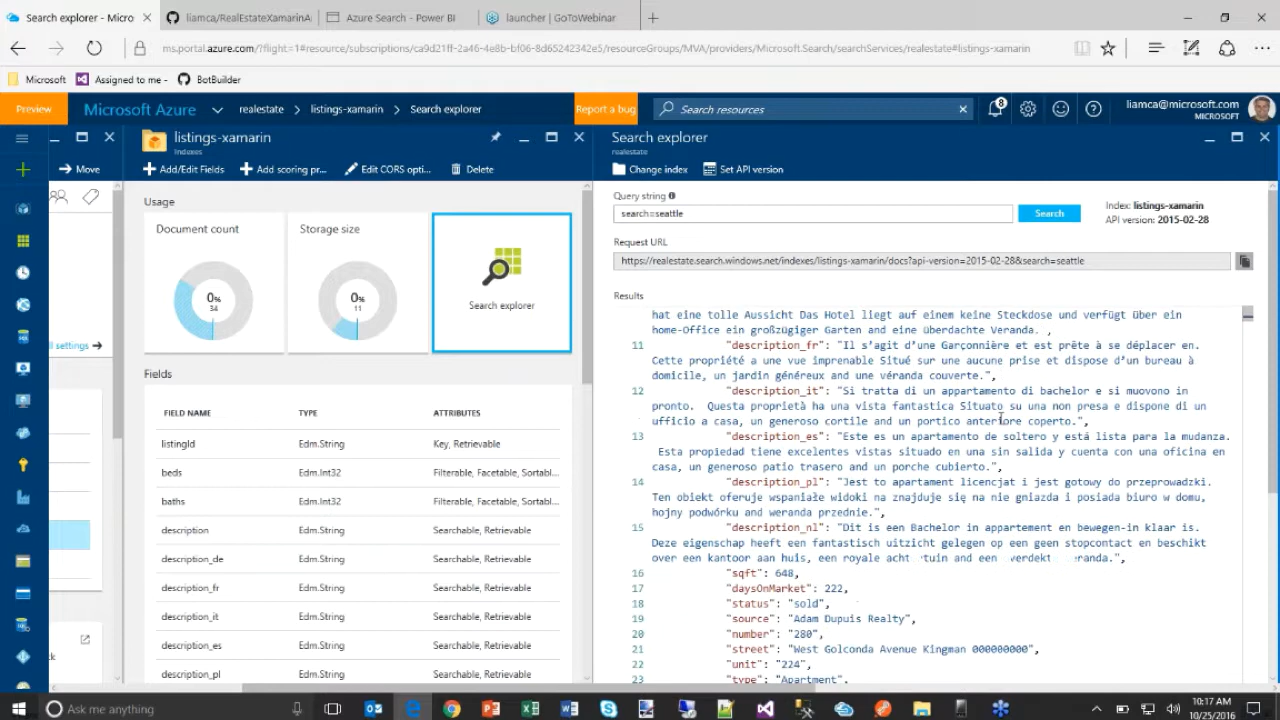 Search explorer - Micro
liamca/RealEstateXamarinA
Azure Search - Power BI
launcher | GoToWebinar
ms.portal.azure.com/?flight=1#resource/subscriptions/ca9d21ff-2a46-4e8b-bf06-8d65242342e5/resourceGroups/MVA/providers/Microsoft.Search/searchServices/realestate#listings-xamarin
Microsoft
Assigned to me -
BotBuilder
Preview
Microsoft Azure
realestate
listings-xamarin
Search explorer
Report a bug
Search resources
8
liamca@microsoft.com
MICROSOFT
Move
ll settings →
listings-xamarin
Indexes
Add/Edit Fields
Add scoring pr...
Edit CORS opti...
Delete
Usage
Document count
0%
34
Storage size
0%
11
Search explorer
Fields
FIELD NAME TYPE ATTRIBUTES
listingId Edm.String Key, Retrievable
beds Edm.Int32 Filterable, Facetable, Sortabl...
baths Edm.Int32 Filterable, Facetable, Sortabl...
description Edm.String Searchable, Retrievable
description_de Edm.String Searchable, Retrievable
description_fr Edm.String Searchable, Retrievable
description_it Edm.String Searchable, Retrievable
description_es Edm.String Searchable, Retrievable
description_pl Edm.String Searchable, Retrievable
Search explorer
realestate
Change index
Set API version
Query string
search=seattle
Search
Index: listings-xamarin
API version: 2015-02-28
Request URL
https://realestate.search.windows.net/indexes/listings-xamarin/docs?api-version=2015-02-28&search=seattle
Results
hat eine tolle Aussicht Das Hotel liegt auf einem keine Steckdose und verfügt über ein
home-Office ein großzügiger Garten and eine überdachte Veranda. ,
11 "description_fr": "Il s'agit d'une Garçonnière et est prête à se déplacer en.
Cette propriété a une vue imprenable Situé sur une aucune prise et dispose d'un bureau à
domicile, un jardin généreux and une véranda couverte.",
12 "description_it": "Si tratta di un appartamento di bachelor e si muovono in
pronto.  Questa proprietà ha una vista fantastica Situato su una non presa e dispone di un
ufficio a casa, un generoso cortile and un portico anteriore coperto.",
13 "description_es": "Este es un apartamento de soltero y está lista para la mudanza.
Esta propiedad tiene excelentes vistas situado en una sin salida y cuenta con una oficina en
casa, un generoso patio trasero and un porche cubierto.",
14 "description_pl": "Jest to apartament licencjat i jest gotowy do przeprowadzki.
Ten obiekt oferuje wspaniałe widoki na znajduje się na nie gniazda i posiada biuro w domu,
hojny podwórku and weranda przednie.",
15 "description_nl": "Dit is een Bachelor in appartement en bewegen-in klaar is.
Deze eigenschap heeft een fantastisch uitzicht gelegen op een geen stopcontact en beschikt
over een kantoor aan huis, een royale acht tuin and een verdekt randa.",
16 "sqft": 648,
17 "daysOnMarket": 222,
18 "status": "sold",
19 "source": "Adam Dupuis Realty",
20 "number": "280",
21 "street": "West Golconda Avenue Kingman 000000000",
22 "unit": "224",
23 "type": "Apartment",
Ask me anything
10:17 AM
10/25/2016